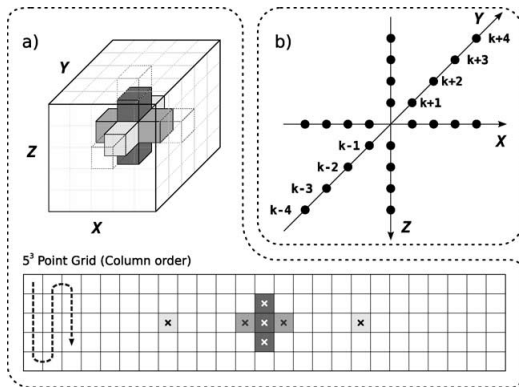 a)
Y
Z
X
b)
Y
k+4
k+3
k+2
k+1
X
k-1
k-2
k-3
k-4
Z
5³ Point Grid (Column order)
× 
× × × ×  ×
×